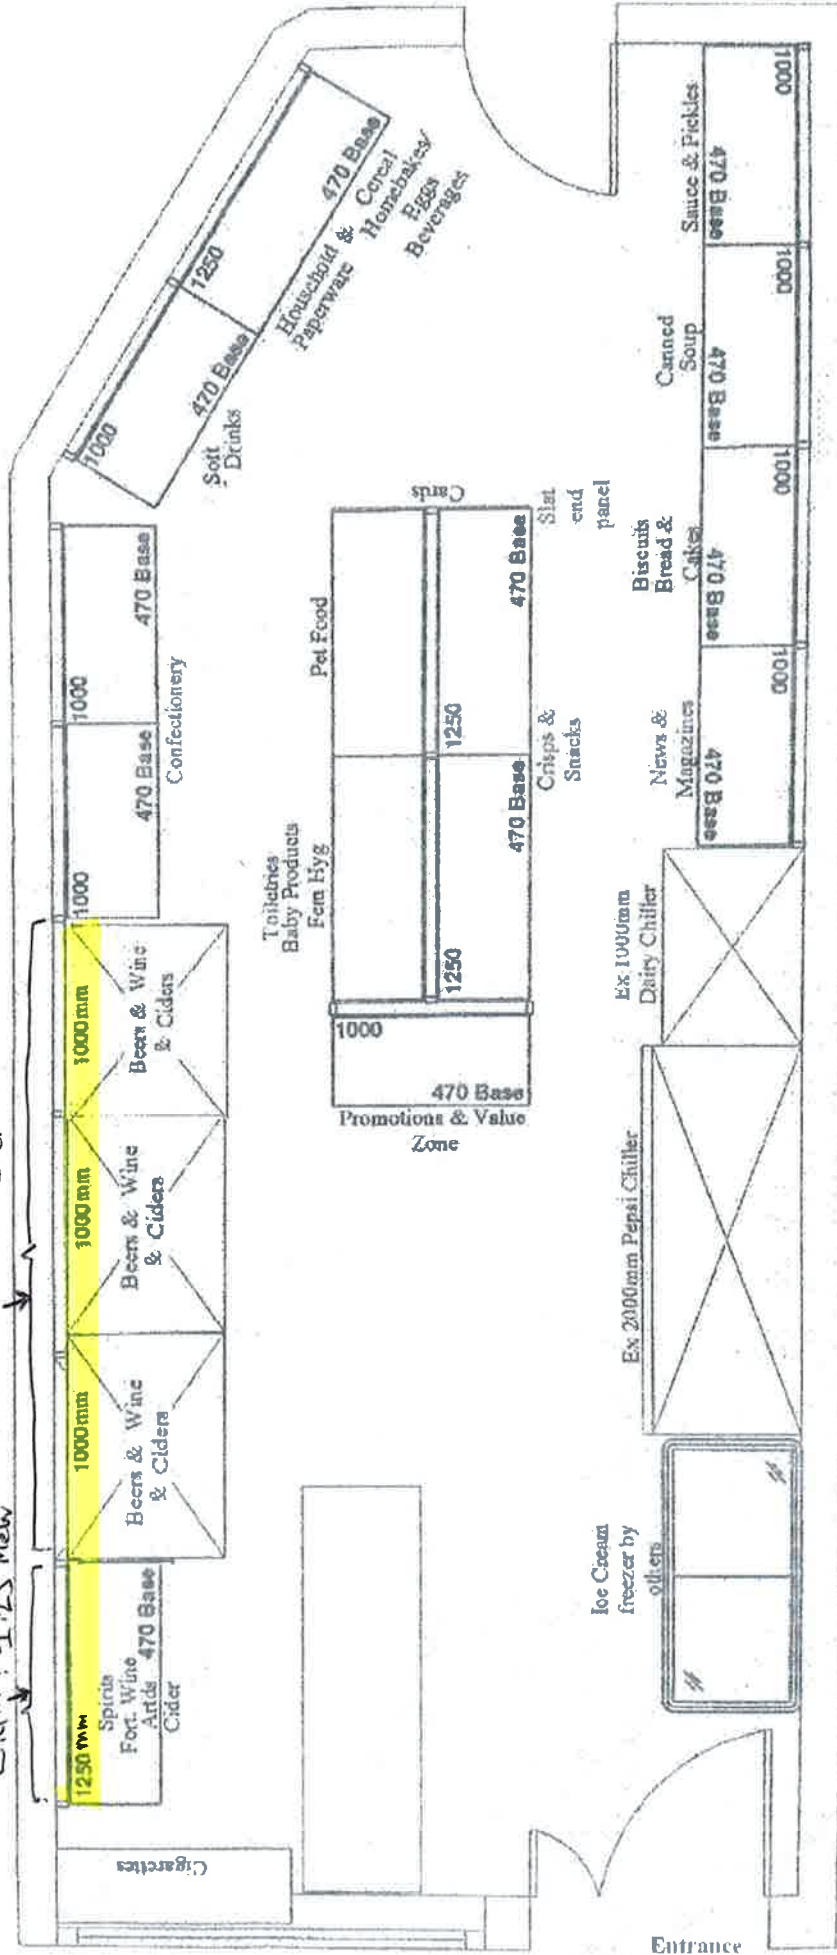 1.25
1250 mm
Spirits
Fort. Wine
Cider
470 Base
1000mm
Beers & Wine
& Ciders
1000mm
Beers & Wine
& Ciders
1000mm
Beers & Wine
& Ciders
1000
470 Base
1000
470 Base
Confectionery
1000
470 Base
Soft
Drinks
1250
470 Base
Household &
Paperware
Cereal
Homebakes/
Eggs
Beverages
Cigarettes
Toiletries
Baby Products
Fem Hyg
Pet Food
Cards
Slat
end
panel
1250
470 Base
1250
470 Base
Crisps &
Snacks
1000
470 Base
Promotions & Value
Zone
Sauce & Pickles
470 Base
1000
Canned
Soup
470 Base
1000
Biscuits
Bread &
Cakes
470 Base
1000
News &
Magazines
470 Base
1000
Ex 1000mm
Dairy Chiller
Ex 2000mm Pepsi Chiller
Ice Cream
freezer by
others
Entrance